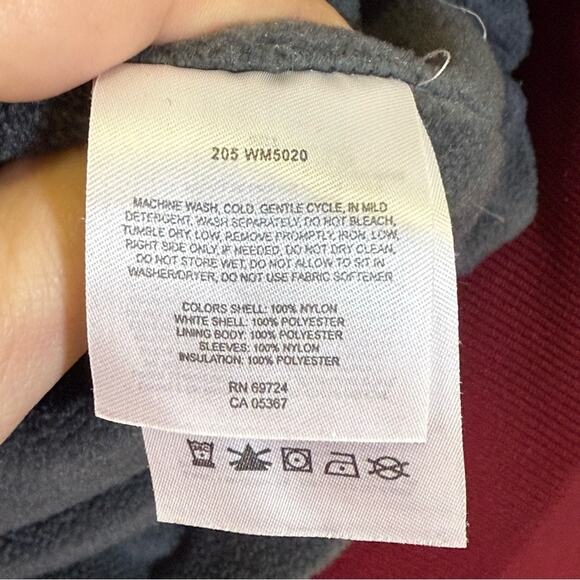 205 WM5020
MACHINE WASH, COLD, GENTLE CYCLE, IN MILD
DETERGENT, WASH SEPARATELY, DO NOT BLEACH,
TUMBLE DRY LOW, REMOVE PROMPTLY, IRON, LOW,
RIGHT SIDE ONLY IF NEEDED, DO NOT DRY CLEAN,
DO NOT STORE WET, DO NOT ALLOW TO SIT IN
WASHER/DRYER, DO NOT USE FABRIC SOFTENER
COLORS SHELL: 100% NYLON
WHITE SHELL: 100% POLYESTER
LINING BODY: 100% POLYESTER
SLEEVES: 100% NYLON
INSULATION: 100% POLYESTER
RN 69724
CA 05367